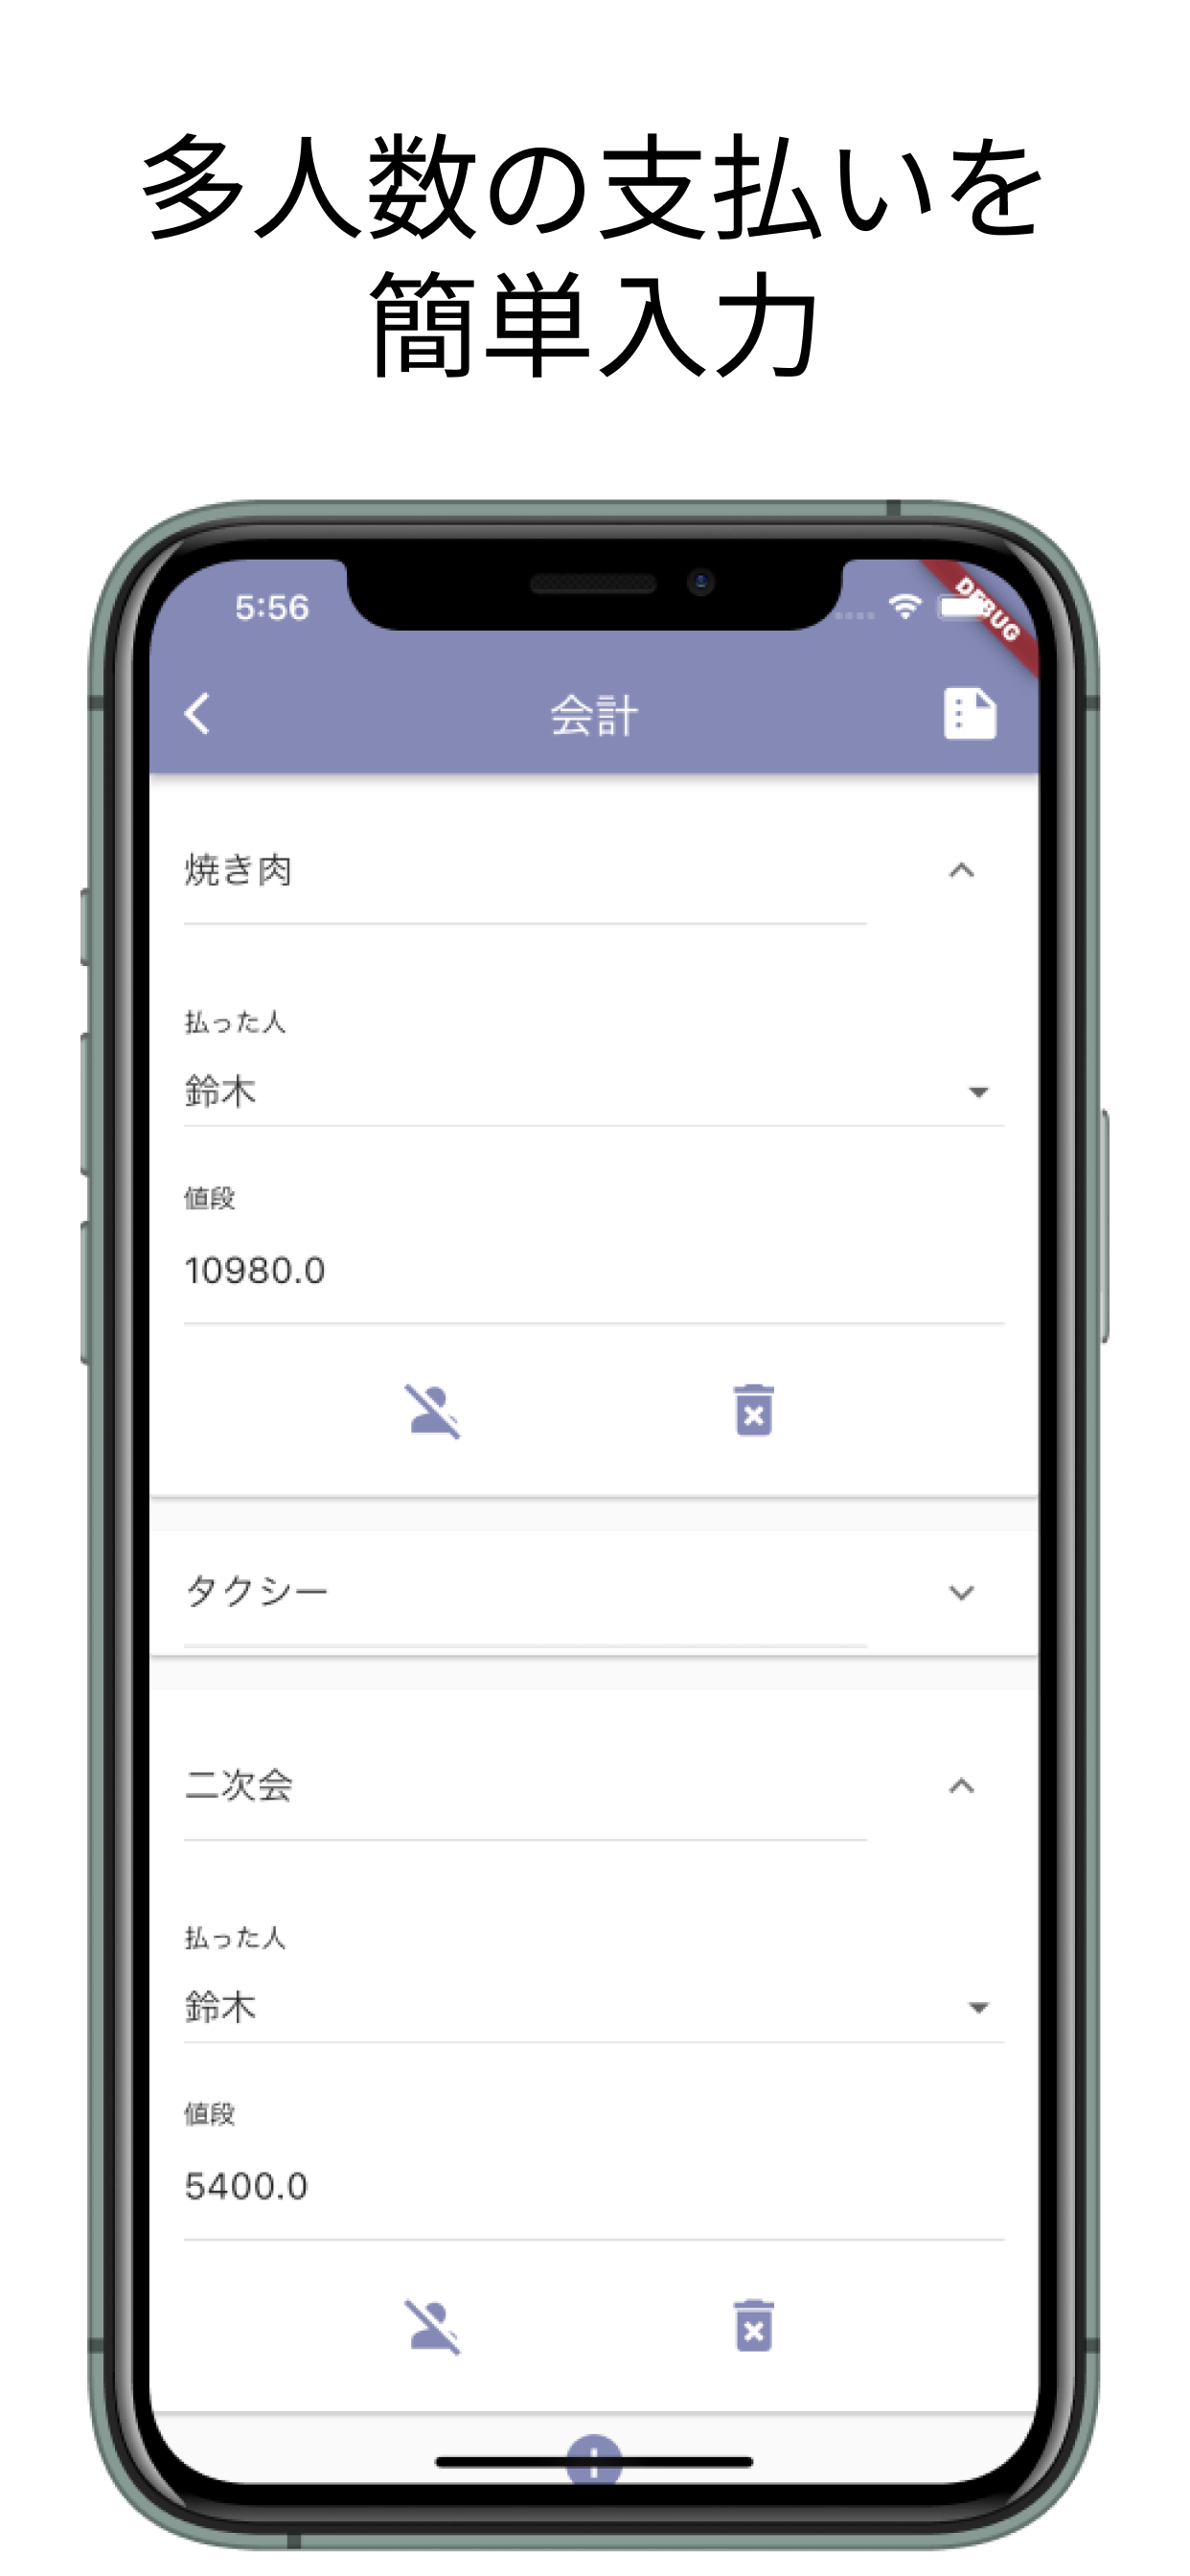 多人数の支払いを
簡単入力
5:56
DEBUG
会計
焼き肉
払った人
鈴木
値段
10980.0
タクシー
二次会
払った人
鈴木
値段
5400.0